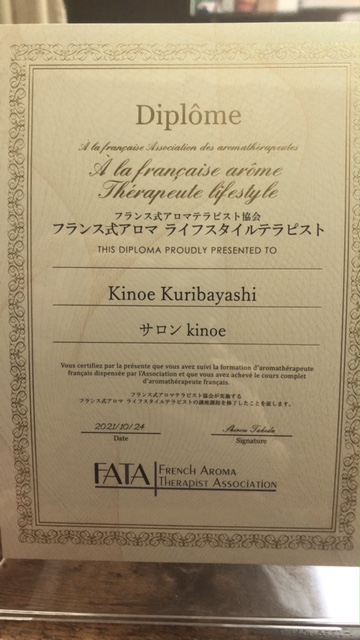 Diplôme
A la française Association des aromathérapeutes
À la française arôme
Thérapeute lifestyle
フランス式アロマテラピスト協会
フランス式アロマ ライフスタイルテラピスト
THIS DIPLOMA PROUDLY PRESENTED TO
Kinoe Kuribayashi
サロン kinoe
Vous certifiez par la présente que vous avez suivi la formation d'aromathérapeute
français dispensée par l'Association et que vous avez achevé le cours complet
d'aromathérapeute français.
フランス式アロマテラピスト協会が実施する
フランス式アロマ ライフスタイルテラピストの講座課程を修了したことを証します。
2021/10/24
Date
Signature
FATA FRENCH AROMA
THERAPIST ASSOCIATION